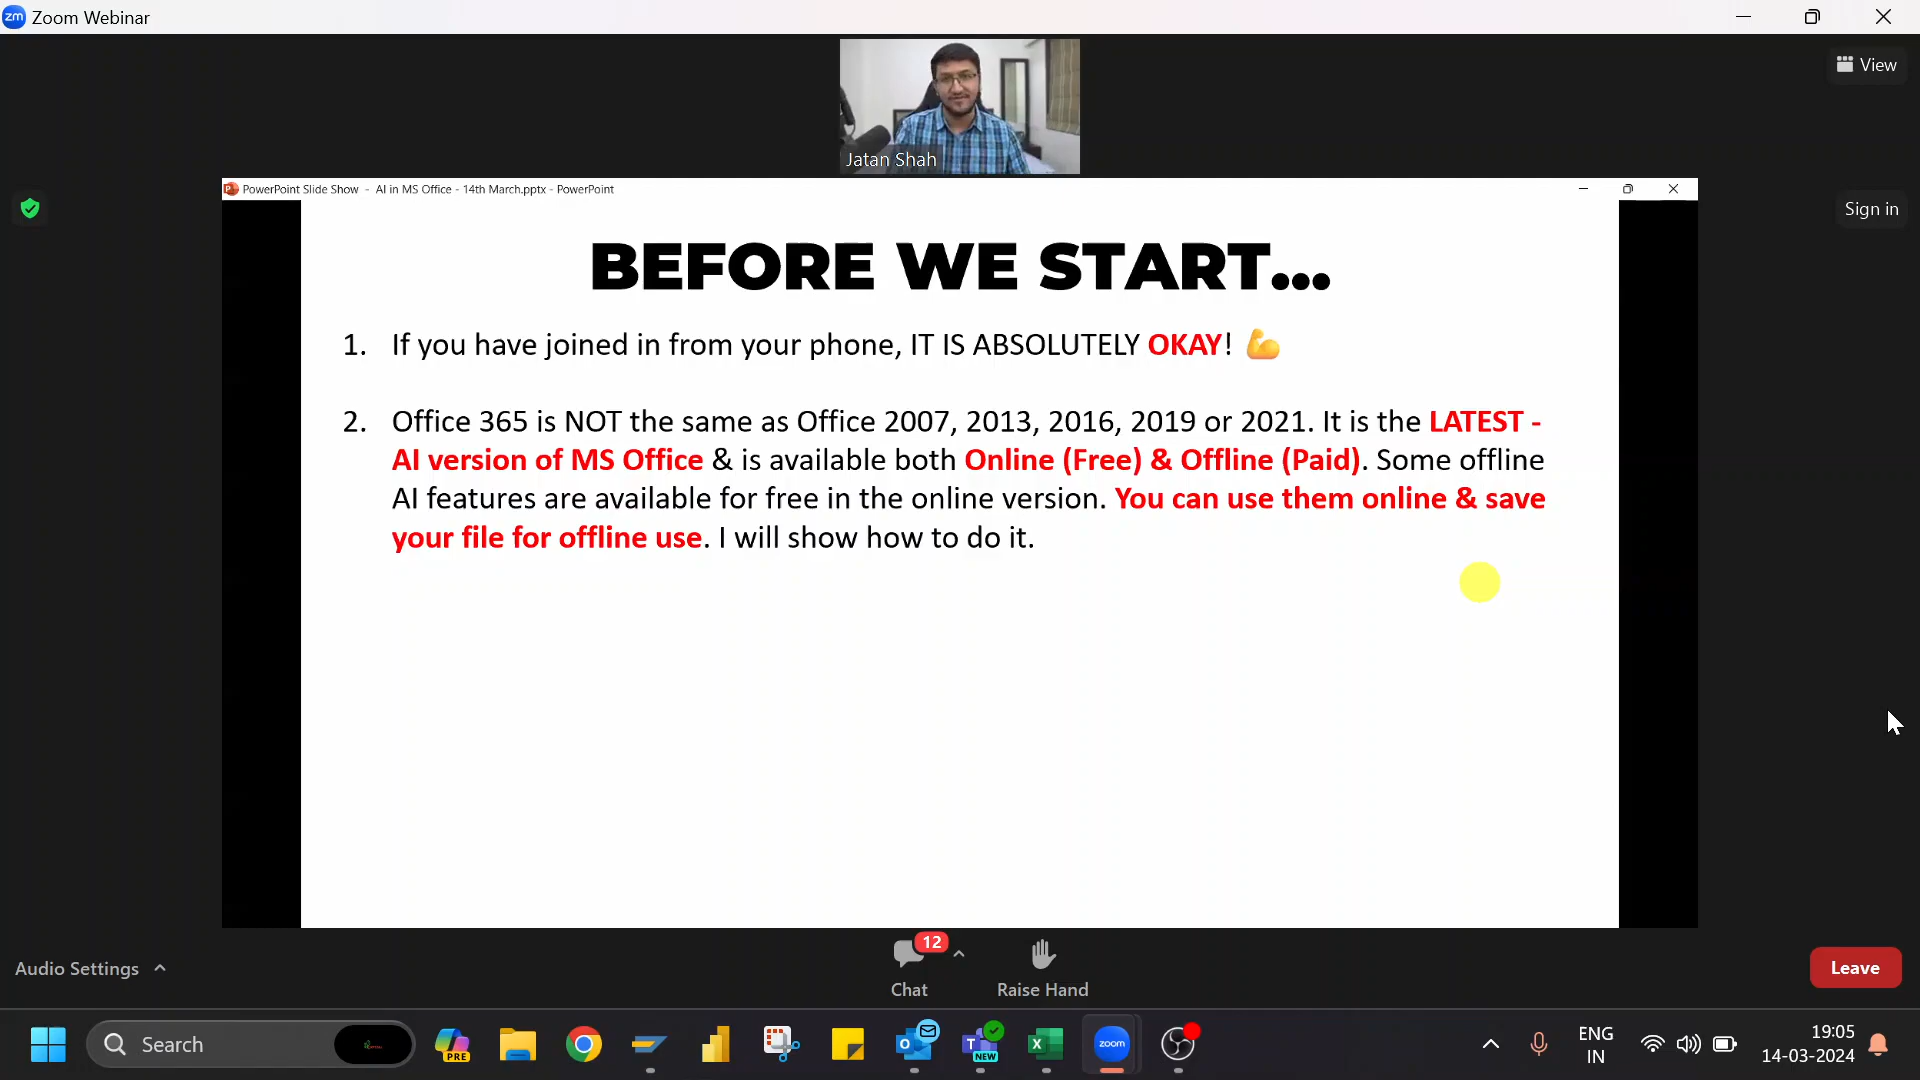 zm Zoom Webinar
View
Jatan Shah
PowerPoint Slide Show - AI in MS Office - 14th March.pptx - PowerPoint
Sign in
BEFORE WE START...
1. If you have joined in from your phone, IT IS ABSOLUTELY OKAY! 💪
2. Office 365 is NOT the same as Office 2007, 2013, 2016, 2019 or 2021. It is the LATEST -
AI version of MS Office & is available both Online (Free) & Offline (Paid). Some offline
AI features are available for free in the online version. You can use them online & save
your file for offline use. I will show how to do it.
12
Audio Settings
Chat
Raise Hand
Leave
Search
PRE
NEW
zoom
ENG
IN
19:05
14-03-2024